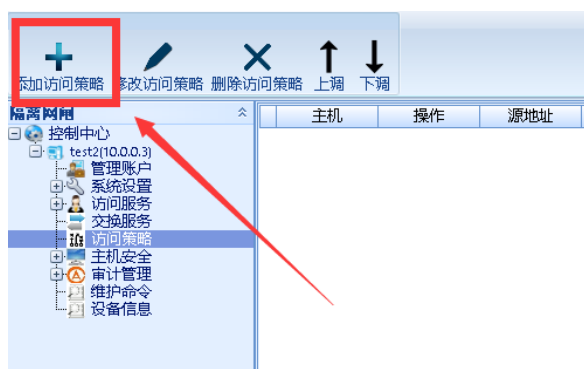 添加访问策略 修改访问策略 删除访问策略 上调 下调
隔离网闸
主机 操作 源地址
控制中心
test2(10.0.0.3)
管理账户
系统设置
访问服务
交换服务
访问策略
主机安全
审计管理
维护命令
设备信息